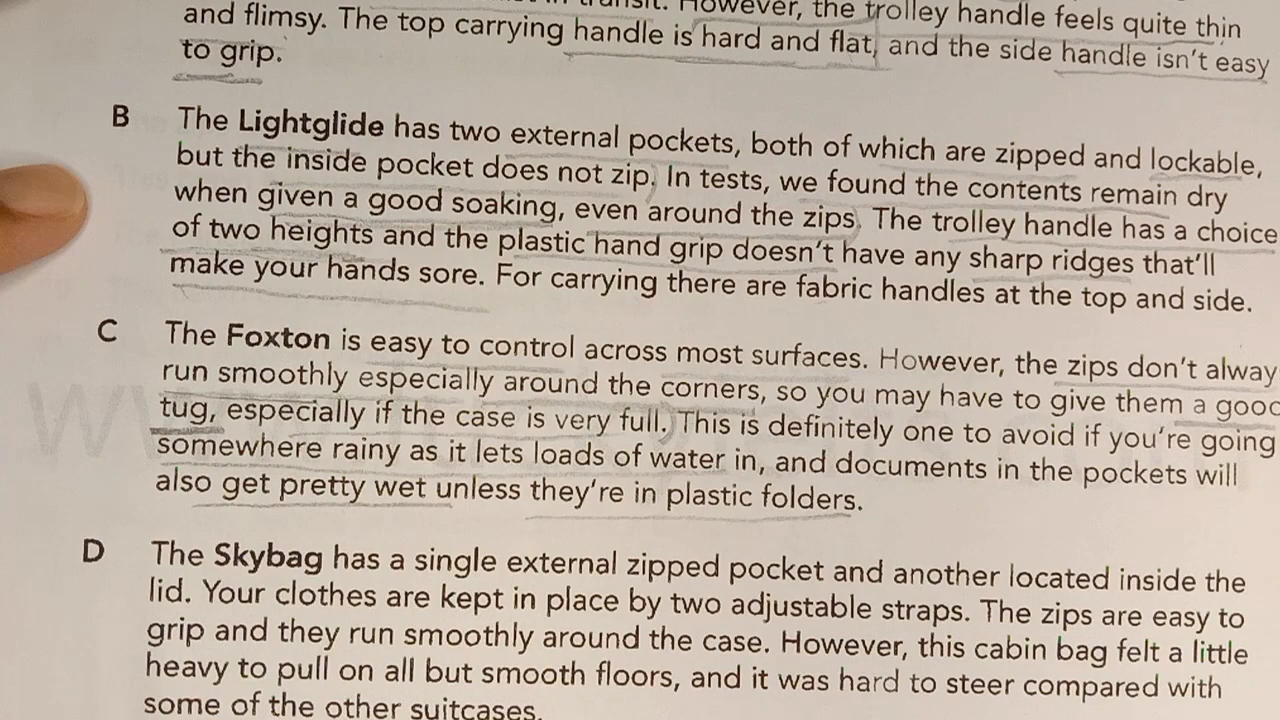 in transit. However, the trolley handle feels quite thin
and flimsy. The top carrying handle is hard and flat, and the side handle isn't easy
to grip.
B The Lightglide has two external pockets, both of which are zipped and lockable,
but the inside pocket does not zip. In tests, we found the contents remain dry
when given a good soaking, even around the zips. The trolley handle has a choice
of two heights and the plastic hand grip doesn't have any sharp ridges that'll
make your hands sore. For carrying there are fabric handles at the top and side.
C The Foxton is easy to control across most surfaces. However, the zips don't alway
run smoothly especially around the corners, so you may have to give them a good
tug, especially if the case is very full. This is definitely one to avoid if you're going
somewhere rainy as it lets loads of water in, and documents in the pockets will
also get pretty wet unless they're in plastic folders.
D The Skybag has a single external zipped pocket and another located inside the
lid. Your clothes are kept in place by two adjustable straps. The zips are easy to
grip and they run smoothly around the case. However, this cabin bag felt a little
heavy to pull on all but smooth floors, and it was hard to steer compared with
some of the other suitcases.